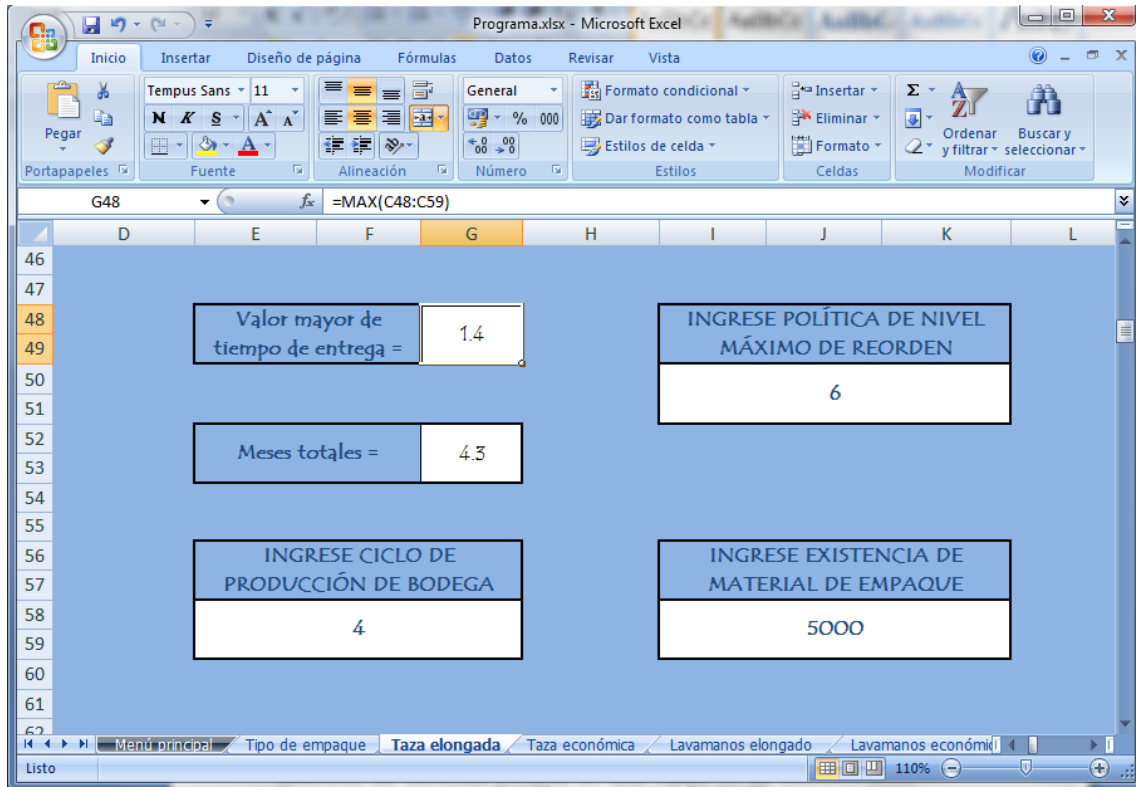 Programa.xlsx - Microsoft Excel
Inicio Insertar Diseño de página Fórmulas Datos Revisar Vista
Pegar
Portapapeles
Tempus Sans 11
N K S A A
A
Fuente
Alineación
General
% 000
Número
Formato condicional
Dar formato como tabla
Estilos de celda
Estilos
Insertar
Eliminar
Formato
Celdas
Σ
Ordenar y filtrar
Buscar y seleccionar
Modificar
G48 fx =MAX(C48:C59)
D E F G H I J K L
46
47
48
49
50
51
52
53
54
55
56
57
58
59
60
61
62
Valor mayor de
tiempo de entrega =
1.4
INGRESE POLÍTICA DE NIVEL
MÁXIMO DE REORDEN
6
Meses totales =
4.3
INGRESE CICLO DE
PRODUCCIÓN DE BODEGA
4
INGRESE EXISTENCIA DE
MATERIAL DE EMPAQUE
5000
Menú principal Tipo de empaque Taza elongada Taza económica Lavamanos elongado Lavamanos económi
Listo 110%